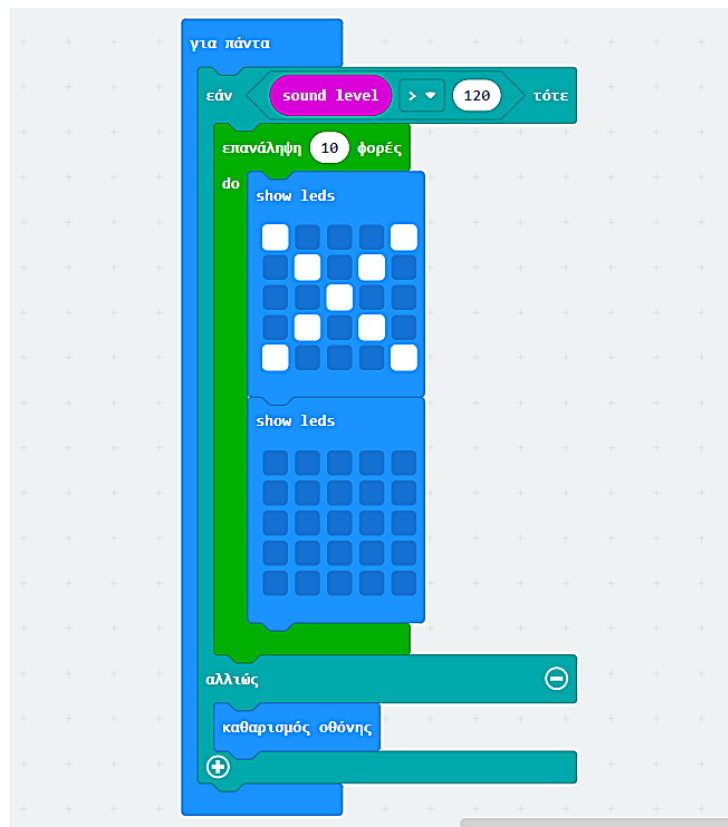 για πάντα
εάν sound level > 120 τότε
επανάληψη 10 φορές
do
show leds
show leds
αλλιώς
καθαρισμός οθόνης